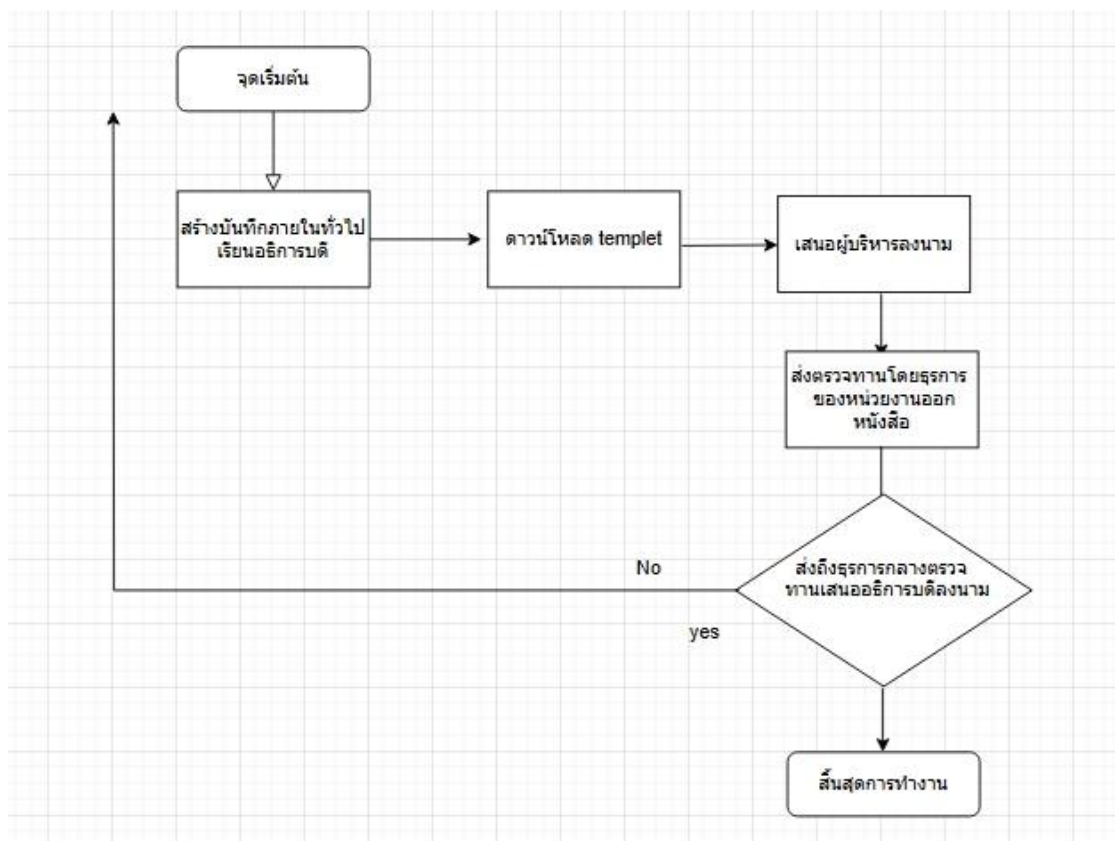 จุดเริ่มต้น
สร้างบันทึกภายในทั่วไป
เรียนอธิการบดี
ดาวน์โหลด templet
เสนอผู้บริหารลงนาม
ส่งตรวจทานโดยธุรการ
ของหน่วยงานออก
หนังสือ
No
ส่งถึงธุรการกลางตรวจ
ทานเสนออธิการบดีลงนาม
yes
สิ้นสุดการทำงาน